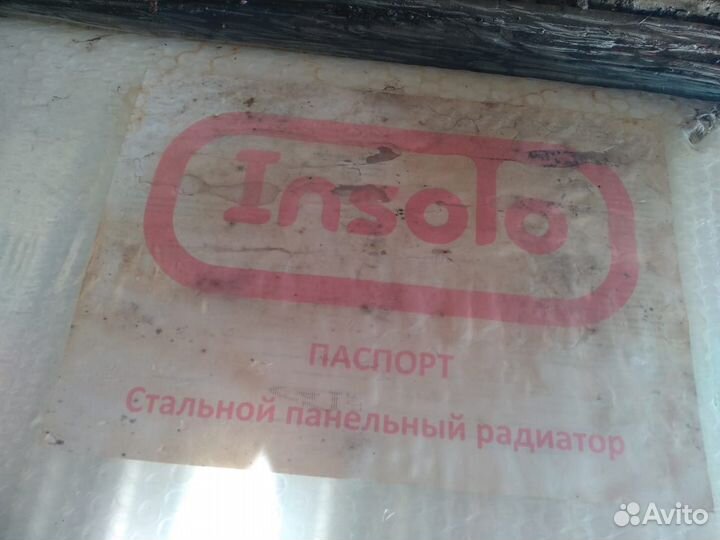 Insolo
ПАСПОРТ
Стальной панельный радиатор
Avito